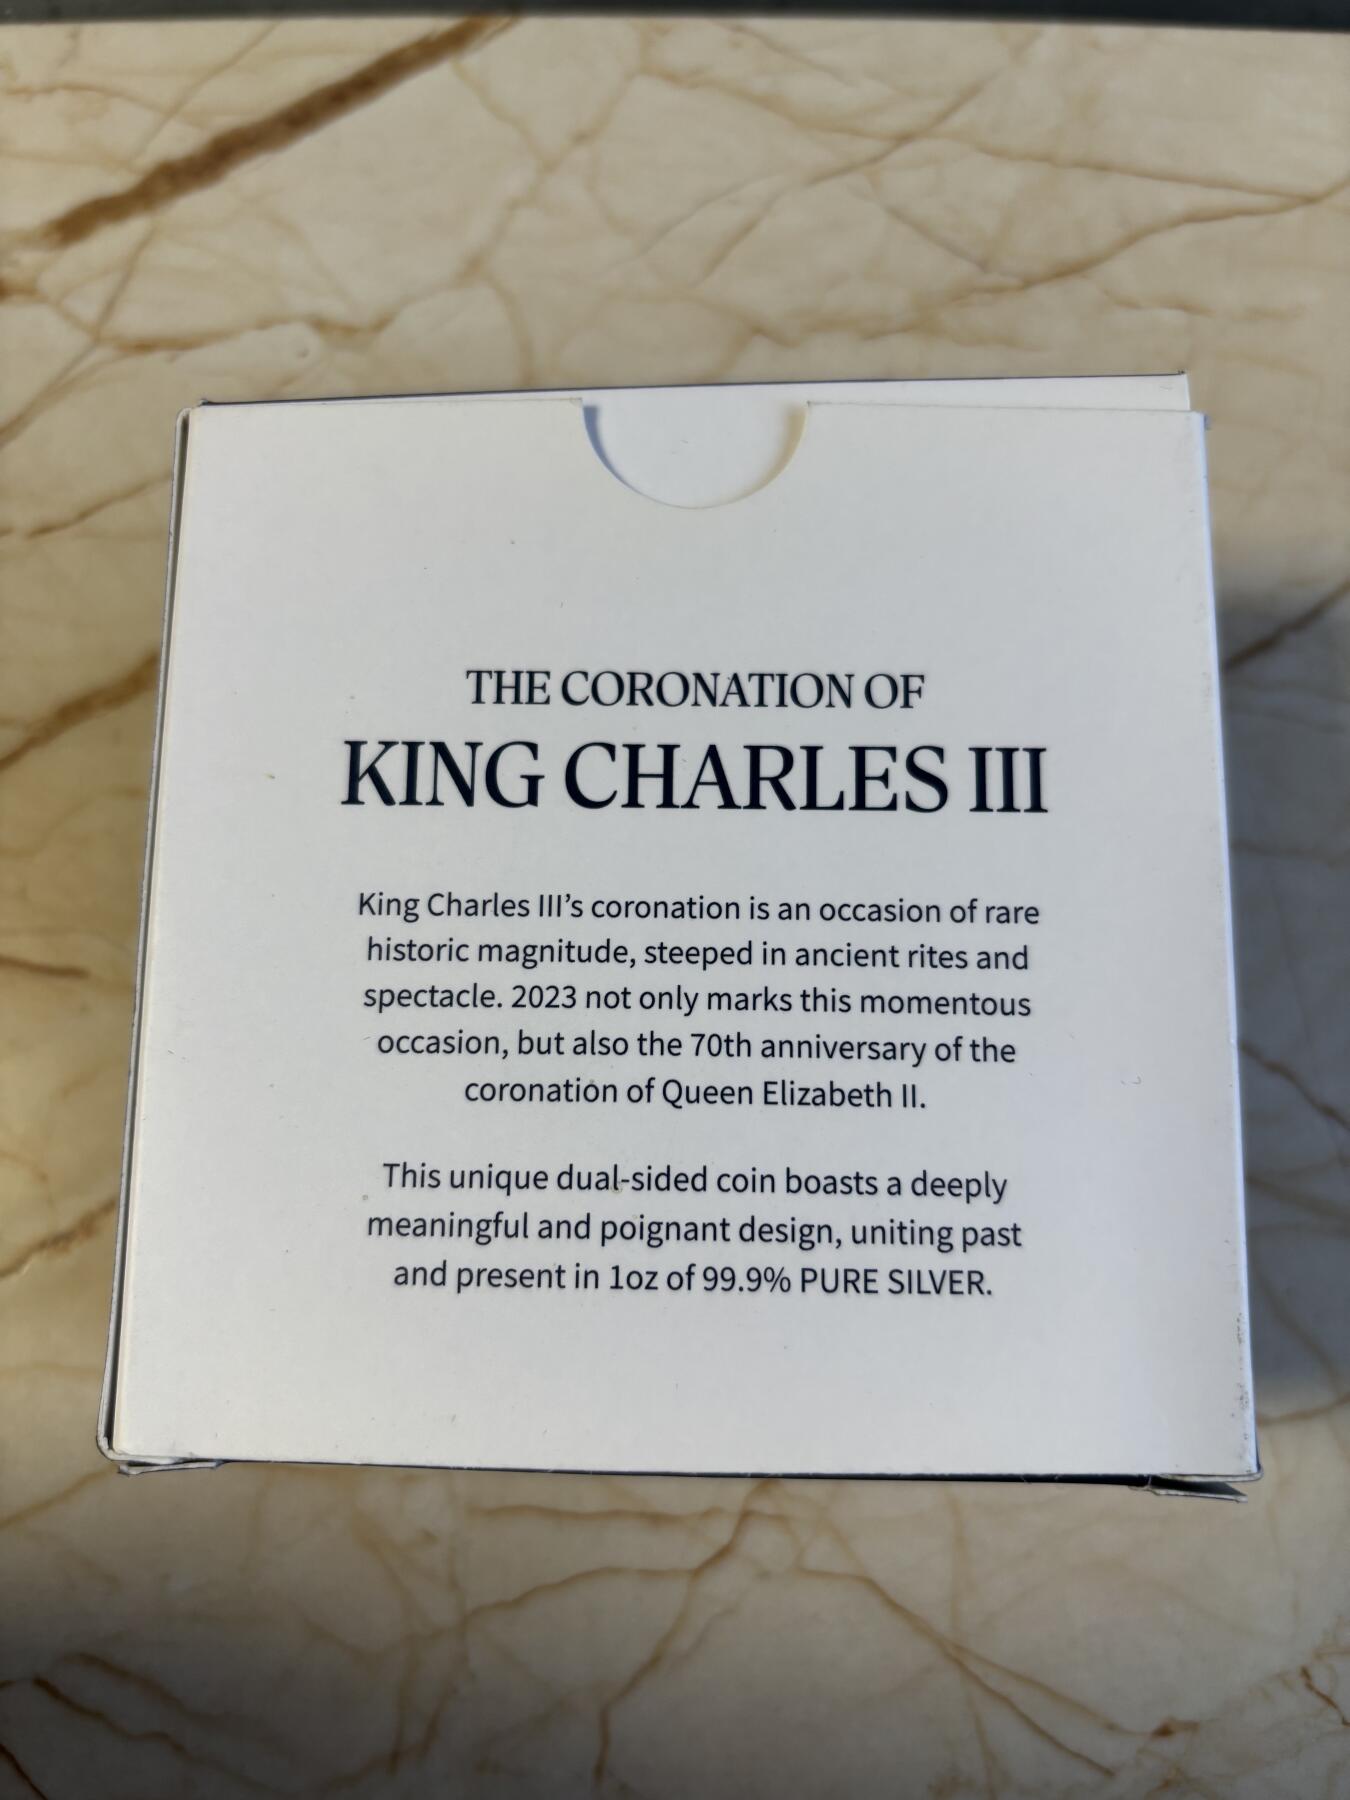 THE CORONATION OF
KING CHARLES III
King Charles III’s coronation is an occasion of rare
historic magnitude, steeped in ancient rites and
spectacle. 2023 not only marks this momentous
occasion, but also the 70th anniversary of the
coronation of Queen Elizabeth II.
This unique dual-sided coin boasts a deeply
meaningful and poignant design, uniting past
and present in 1oz of 99.9% PURE SILVER.